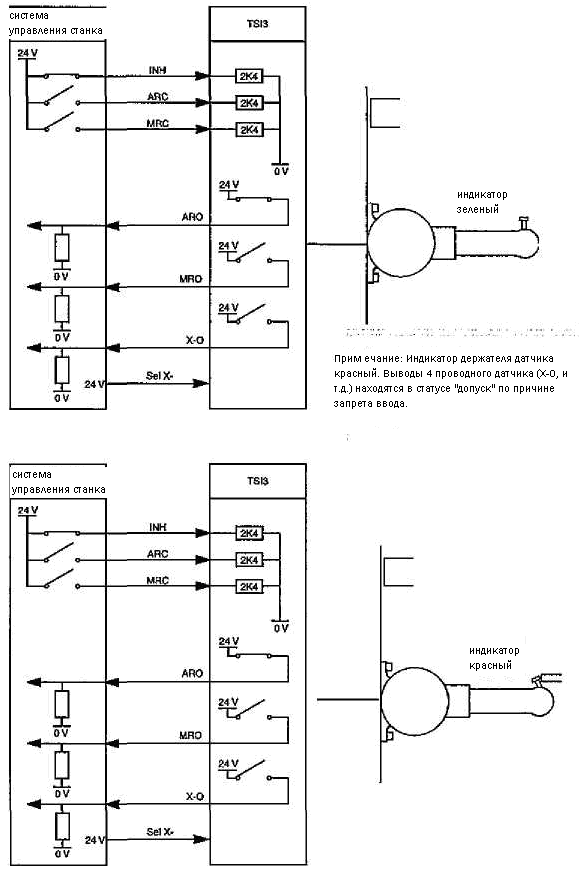 система
управления станка
TSI3
24 V
INH
2K4
ARC
2K4
MRC
2K4
0 V
24 V
ARO
0 V
24 V
MRO
0 V
24 V
X-O
0 V
24 V
Sel X-
индикатор
зеленый
Прим ечание: Индикатор держателя датчика
красный. Выводы 4 проводного датчика (X-0, и
т.д.) находятся в статусе "допуск" по причине
запрета ввода.
система
управления станка
TSI3
24 V
INH
2K4
ARC
2K4
MRC
2K4
0 V
24 V
ARO
0 V
24 V
MRO
0 V
24 V
X-O
0 V
24 V
Sel X-
индикатор
красный